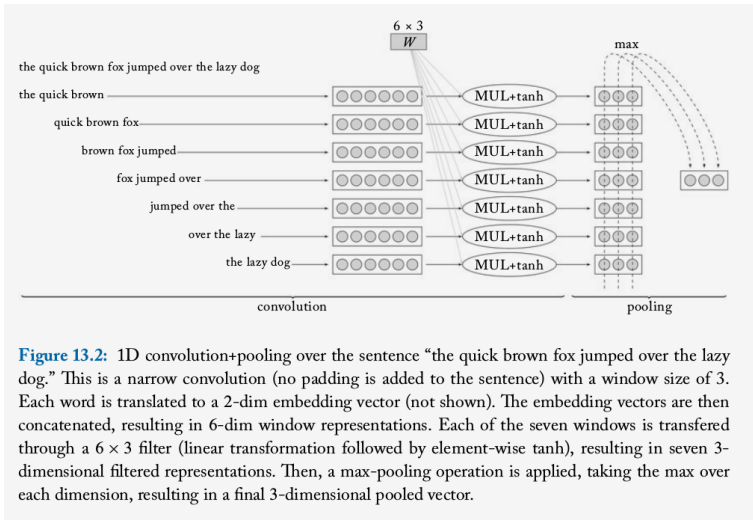 6 × 3
W
max
the quick brown fox jumped over the lazy dog
the quick brown
MUL+tanh
quick brown fox
MUL+tanh
brown fox jumped
MUL+tanh
fox jumped over
MUL+tanh
jumped over the
MUL+tanh
over the lazy
MUL+tanh
the lazy dog
MUL+tanh
convolution
pooling
Figure 13.2: 1D convolution+pooling over the sentence “the quick brown fox jumped over the lazy
dog.” This is a narrow convolution (no padding is added to the sentence) with a window size of 3.
Each word is translated to a 2-dim embedding vector (not shown). The embedding vectors are then
concatenated, resulting in 6-dim window representations. Each of the seven windows is transfered
through a 6 × 3 filter (linear transformation followed by element-wise tanh), resulting in seven 3-
dimensional filtered representations. Then, a max-pooling operation is applied, taking the max over
each dimension, resulting in a final 3-dimensional pooled vector.